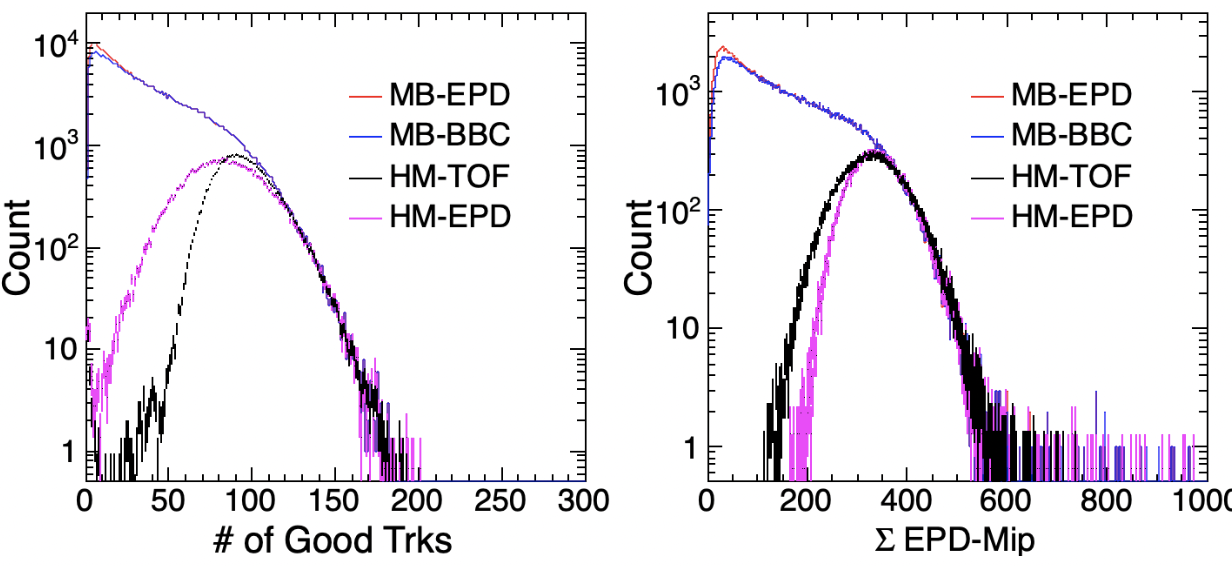 10⁴
10³
10²
10
1
Count
0 50 100 150 200 250 300
# of Good Trks
MB-EPD
MB-BBC
HM-TOF
HM-EPD
10³
10²
10
1
Count
0 200 400 600 800 1000
Σ EPD-Mip
MB-EPD
MB-BBC
HM-TOF
HM-EPD